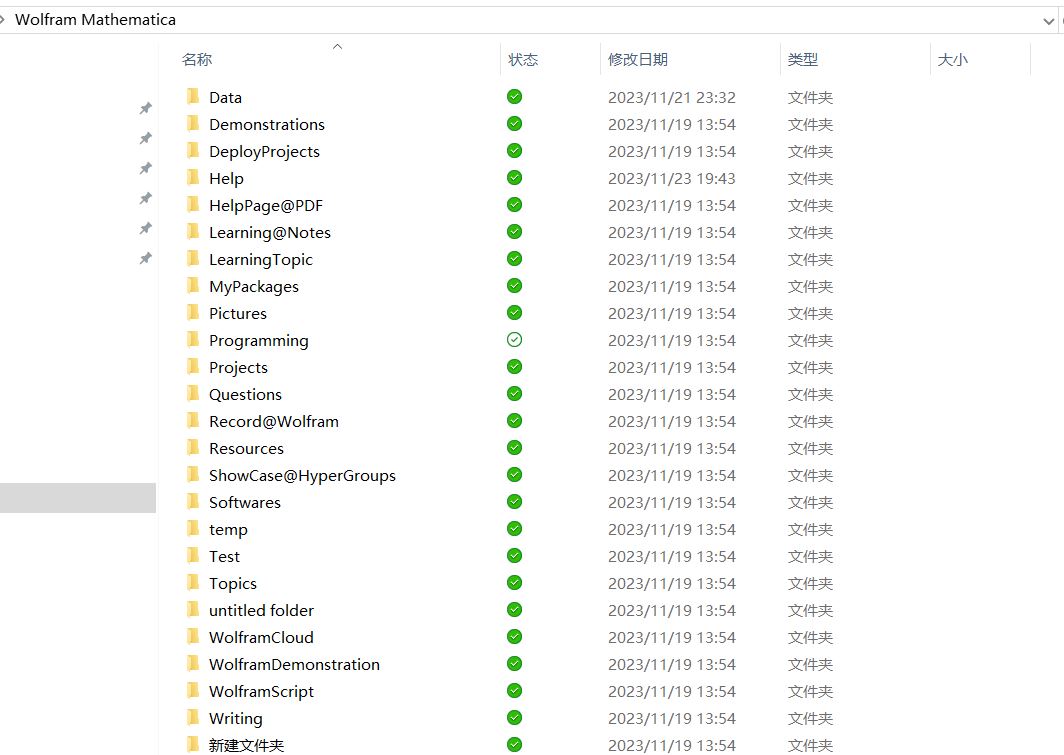 Wolfram Mathematica
名称 状态 修改日期 类型 大小
Data 2023/11/21 23:32 文件夹
Demonstrations 2023/11/19 13:54 文件夹
DeployProjects 2023/11/19 13:54 文件夹
Help 2023/11/23 19:43 文件夹
HelpPage@PDF 2023/11/19 13:54 文件夹
Learning@Notes 2023/11/19 13:54 文件夹
LearningTopic 2023/11/19 13:54 文件夹
MyPackages 2023/11/19 13:54 文件夹
Pictures 2023/11/19 13:54 文件夹
Programming 2023/11/19 13:54 文件夹
Projects 2023/11/19 13:54 文件夹
Questions 2023/11/19 13:54 文件夹
Record@Wolfram 2023/11/19 13:54 文件夹
Resources 2023/11/19 13:54 文件夹
ShowCase@HyperGroups 2023/11/19 13:54 文件夹
Softwares 2023/11/19 13:54 文件夹
temp 2023/11/19 13:54 文件夹
Test 2023/11/19 13:54 文件夹
Topics 2023/11/19 13:54 文件夹
untitled folder 2023/11/19 13:54 文件夹
WolframCloud 2023/11/19 13:54 文件夹
WolframDemonstration 2023/11/19 13:54 文件夹
WolframScript 2023/11/19 13:54 文件夹
Writing 2023/11/19 13:54 文件夹
新建文件夹 2023/11/19 13:54 文件夹